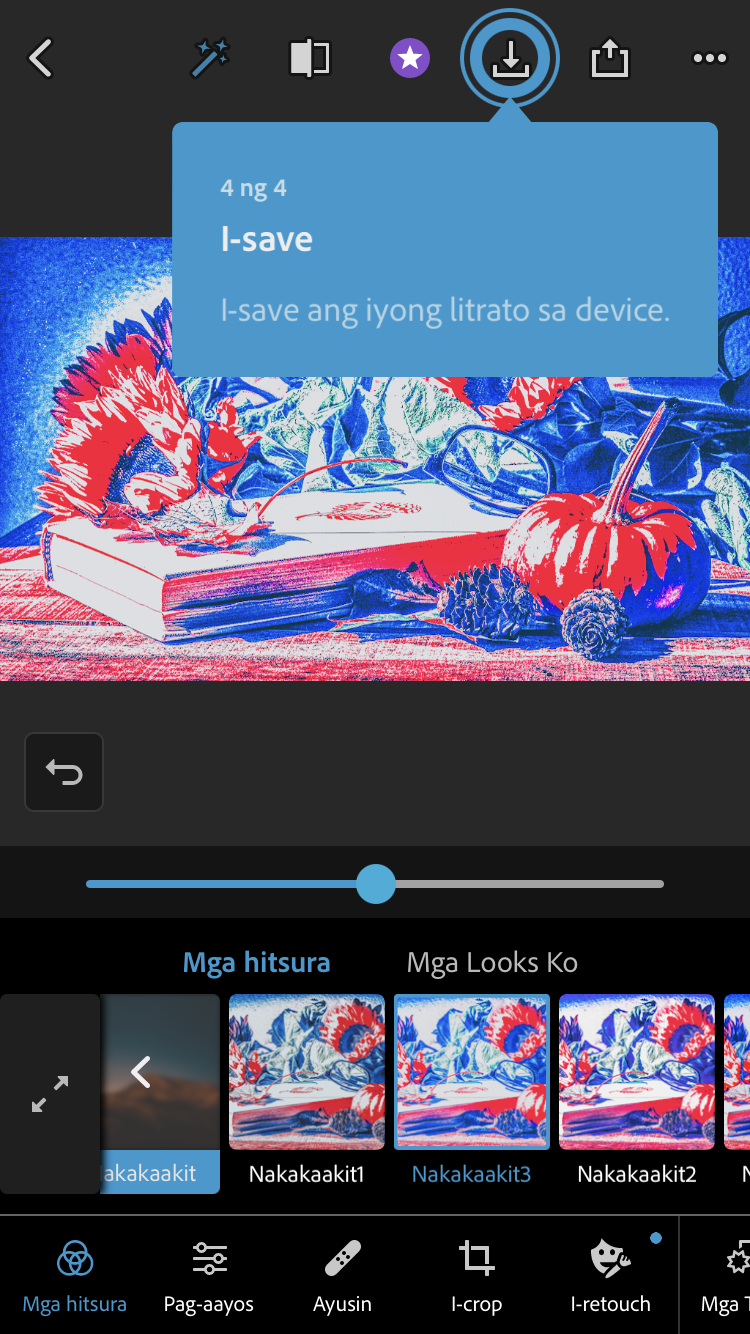 4 ng 4
I-save
I-save ang iyong litrato sa device.
Mga hitsura
Mga Looks Ko
Nakakaakit1
Nakakaakit3
Nakakaakit2
Mga hitsura
Pag-aayos
Ayusin
I-crop
I-retouch
Mga